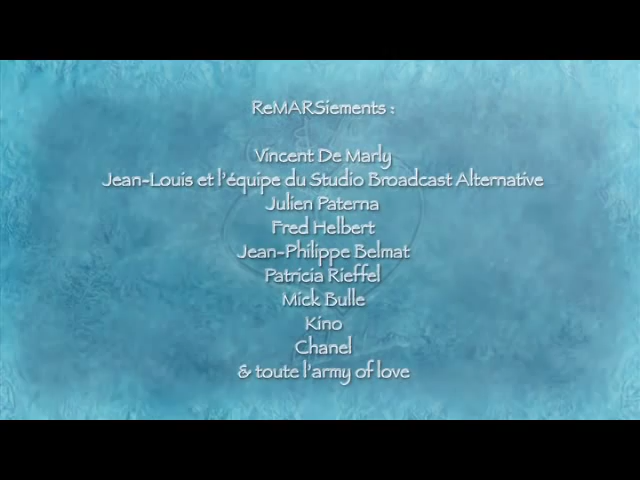 ReMARSiements :
Vincent De Marly
Jean-Louis et l'équipe du Studio Broadcast Alternative
Julien Paterna
Fred Helbert
Jean-Philippe Belmat
Patricia Rieffel
Mick Bulle
Kino
Chanel
& toute l'army of love